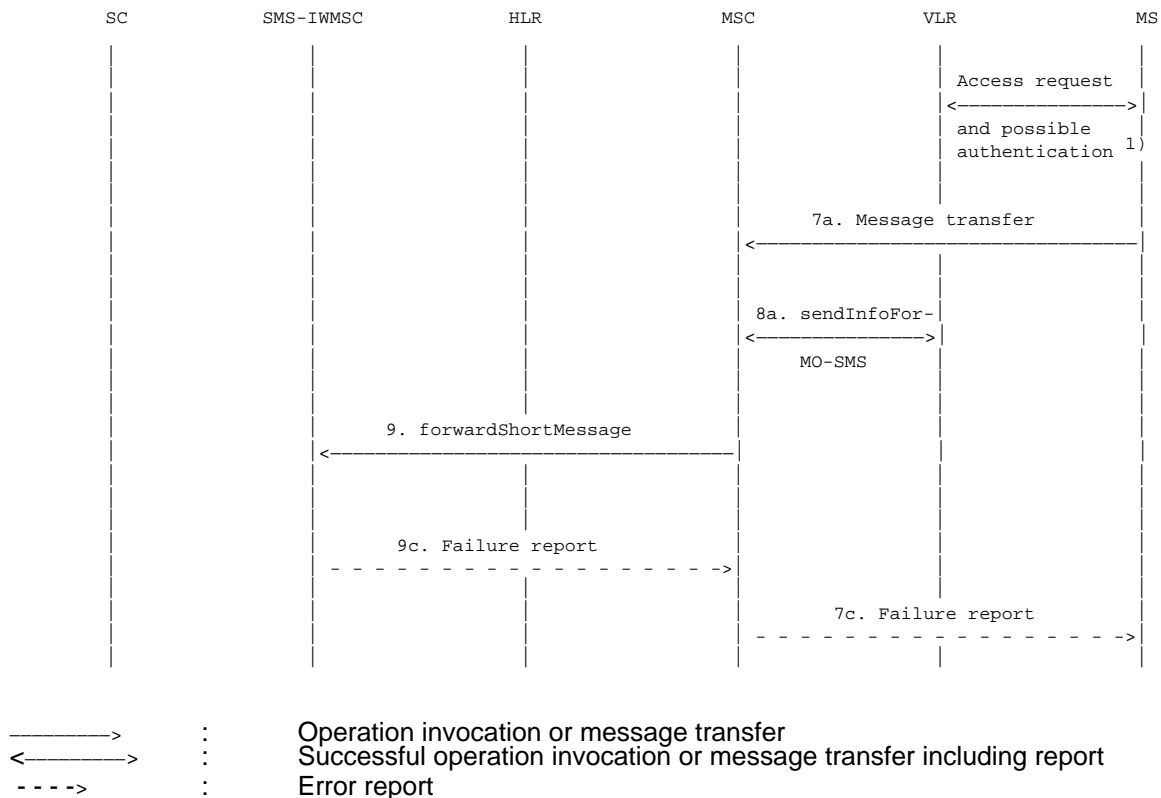 SC SMS-IWMSC HLR MSC VLR MS
Access request
and possible
authentication 1)
7a. Message transfer
8a. sendInfoFor-
MO-SMS
9. forwardShortMessage
9c. Failure report
7c. Failure report
: Operation invocation or message transfer
: Successful operation invocation or message transfer including report
: Error report